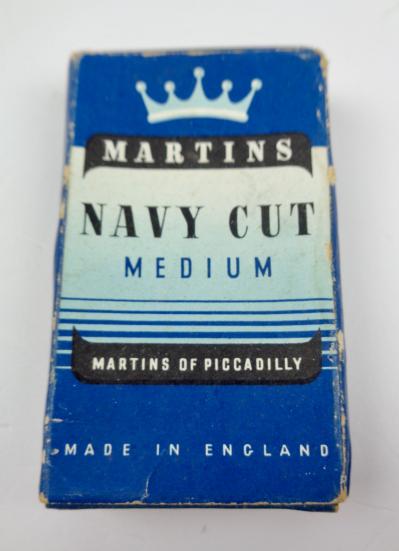 MARTINS
NAVY CUT
MEDIUM
MARTINS OF PICCADILLY
MADE IN ENGLAND